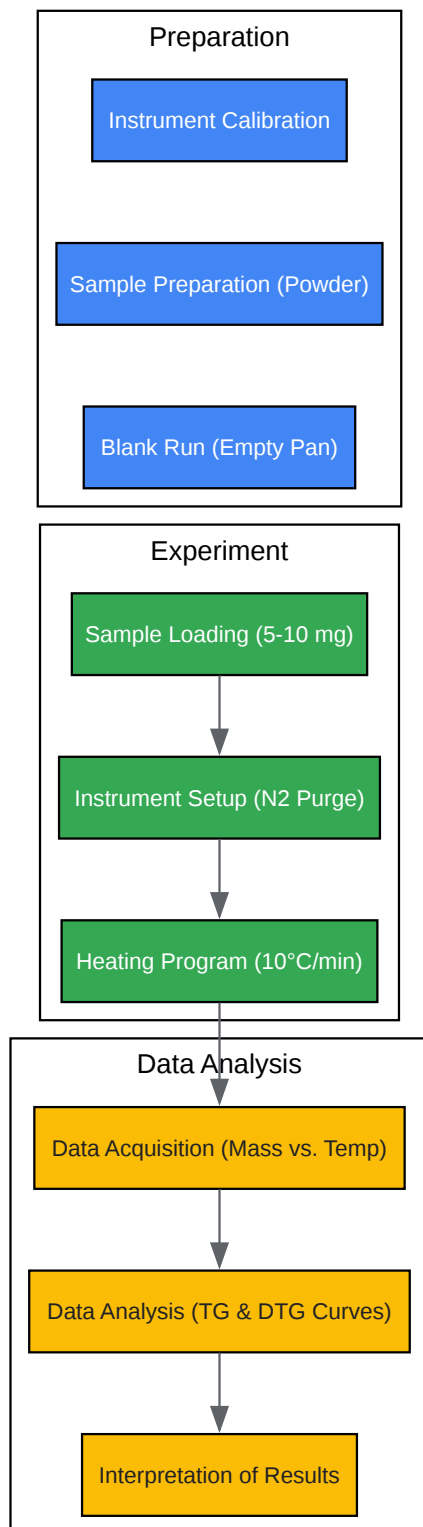 Preparation
Instrument Calibration
Sample Preparation (Powder)
Blank Run (Empty Pan)
Experiment
Sample Loading (5-10 mg)
Instrument Setup (N2 Purge)
Heating Program (10°C/min)
Data Analysis
Data Acquisition (Mass vs. Temp)
Data Analysis (TG & DTG Curves)
Interpretation of Results